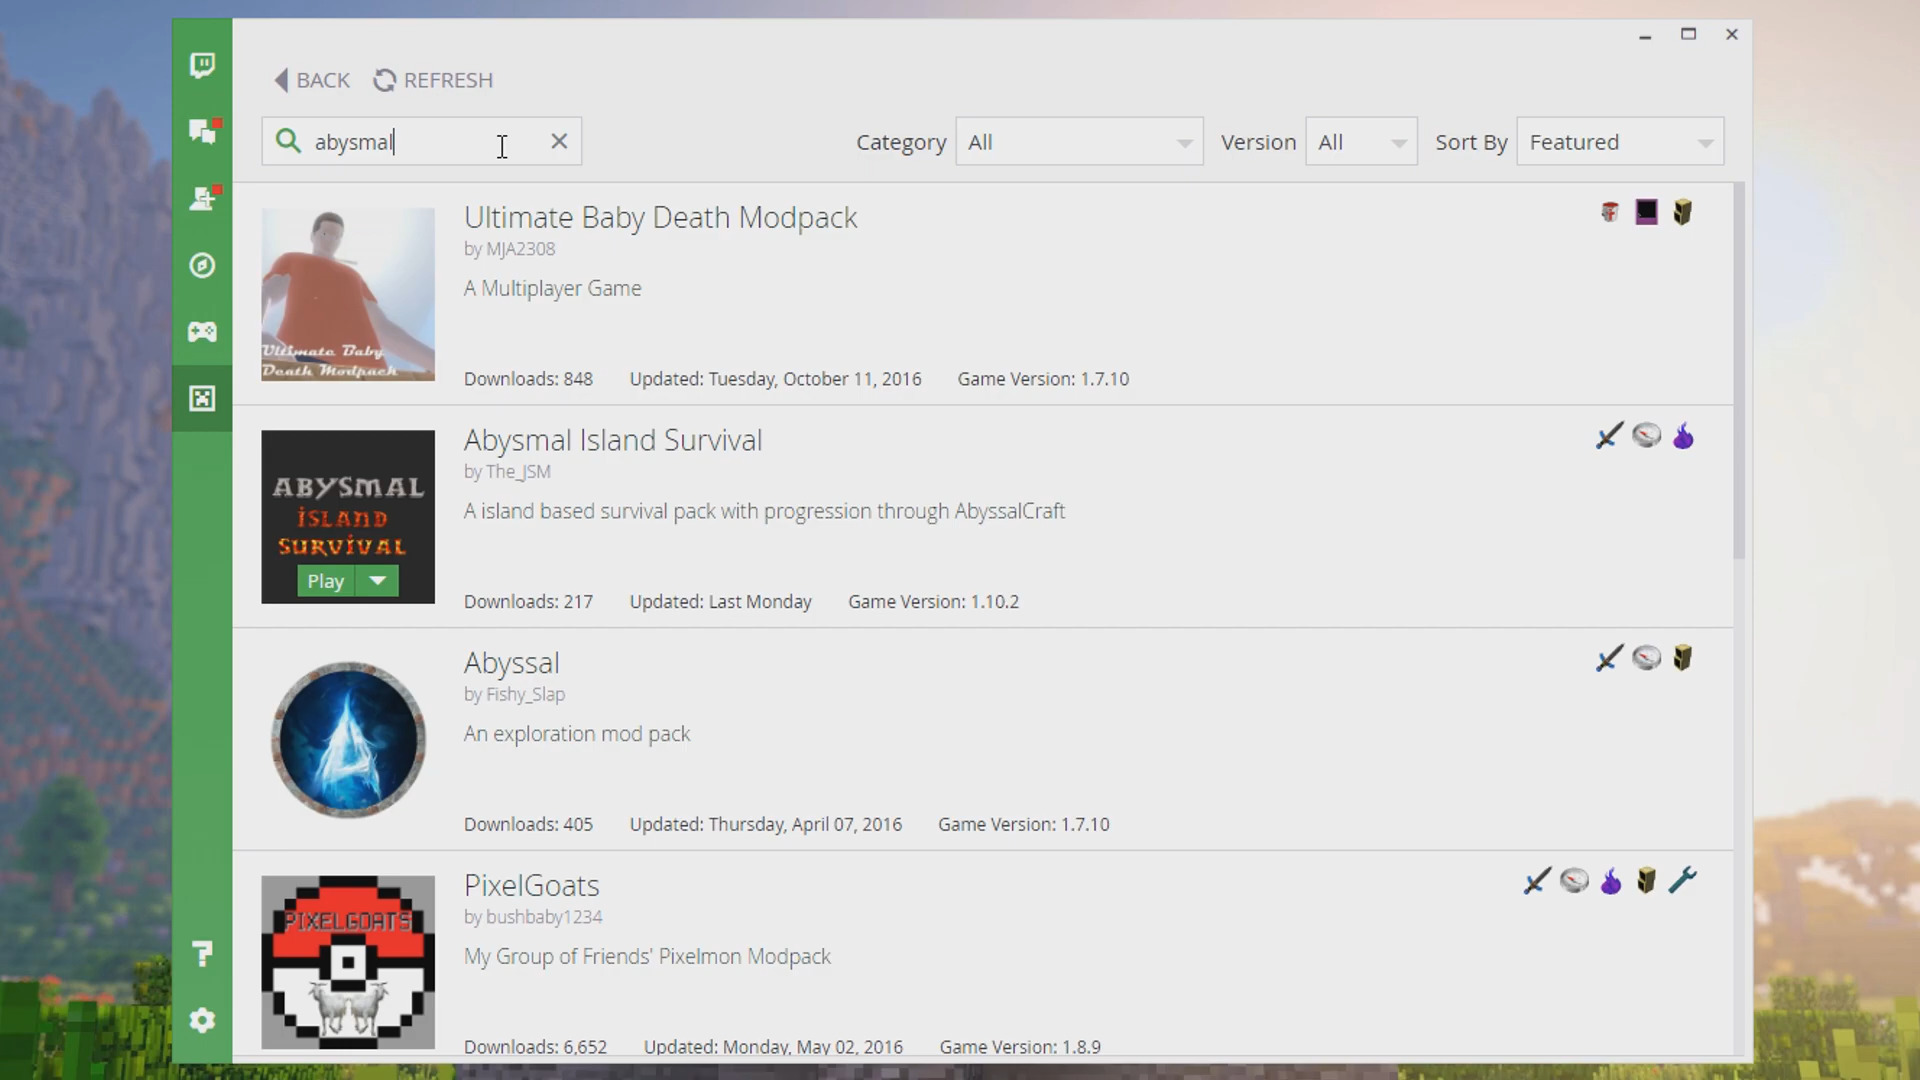 BACK REFRESH
abysmal Category All Version All Sort By Featured
Ultimate Baby Death Modpack
by MJA2308
A Multiplayer Game
Ultimate Baby
Death Modpack
Downloads: 848 Updated: Tuesday, October 11, 2016 Game Version: 1.7.10
Abysmal Island Survival
by The_JSM
A island based survival pack with progression through AbyssalCraft
ABYSMAL
ISLAND
SURVIVAL
Play
Downloads: 217 Updated: Last Monday Game Version: 1.10.2
Abyssal
by Fishy_Slap
An exploration mod pack
Downloads: 405 Updated: Thursday, April 07, 2016 Game Version: 1.7.10
PixelGoats
by bushbaby1234
PIXELGOATS
My Group of Friends' Pixelmon Modpack
Downloads: 6,652 Updated: Monday, May 02, 2016 Game Version: 1.8.9